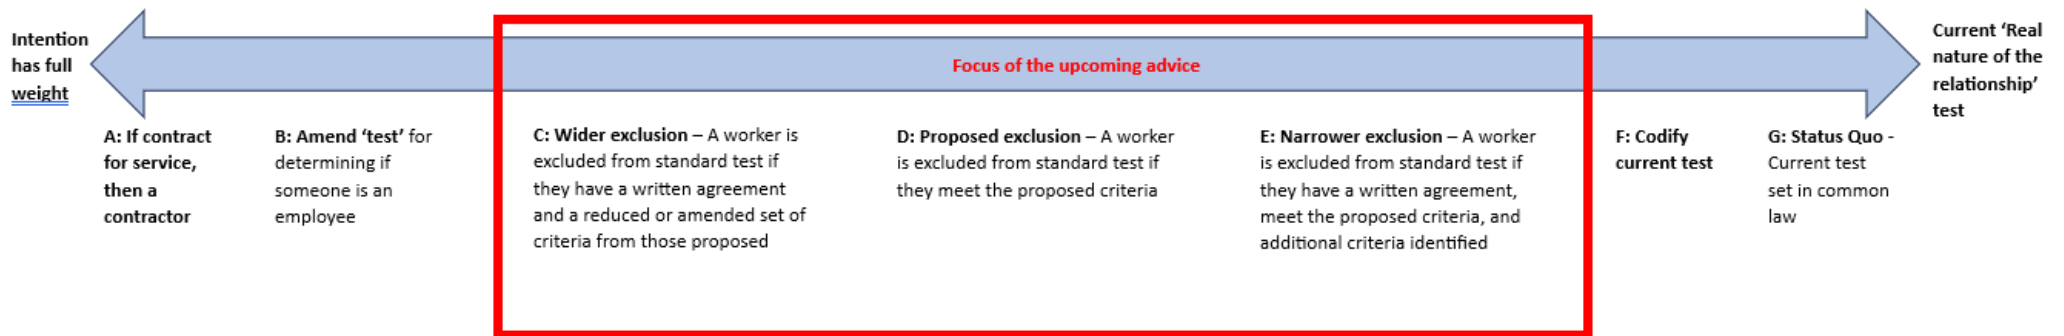 Intention
has full
weight
Focus of the upcoming advice
Current ‘Real
nature of the
relationship’
test
A: If contract
for service,
then a
contractor
B: Amend ‘test’ for
determining if
someone is an
employee
C: Wider exclusion – A worker is
excluded from standard test if
they have a written agreement
and a reduced or amended set of
criteria from those proposed
D: Proposed exclusion – A worker
is excluded from standard test if
they meet the proposed criteria
E: Narrower exclusion – A worker
is excluded from standard test if
they have a written agreement,
meet the proposed criteria, and
additional criteria identified
F: Codify
current test
G: Status Quo -
Current test
set in common
law